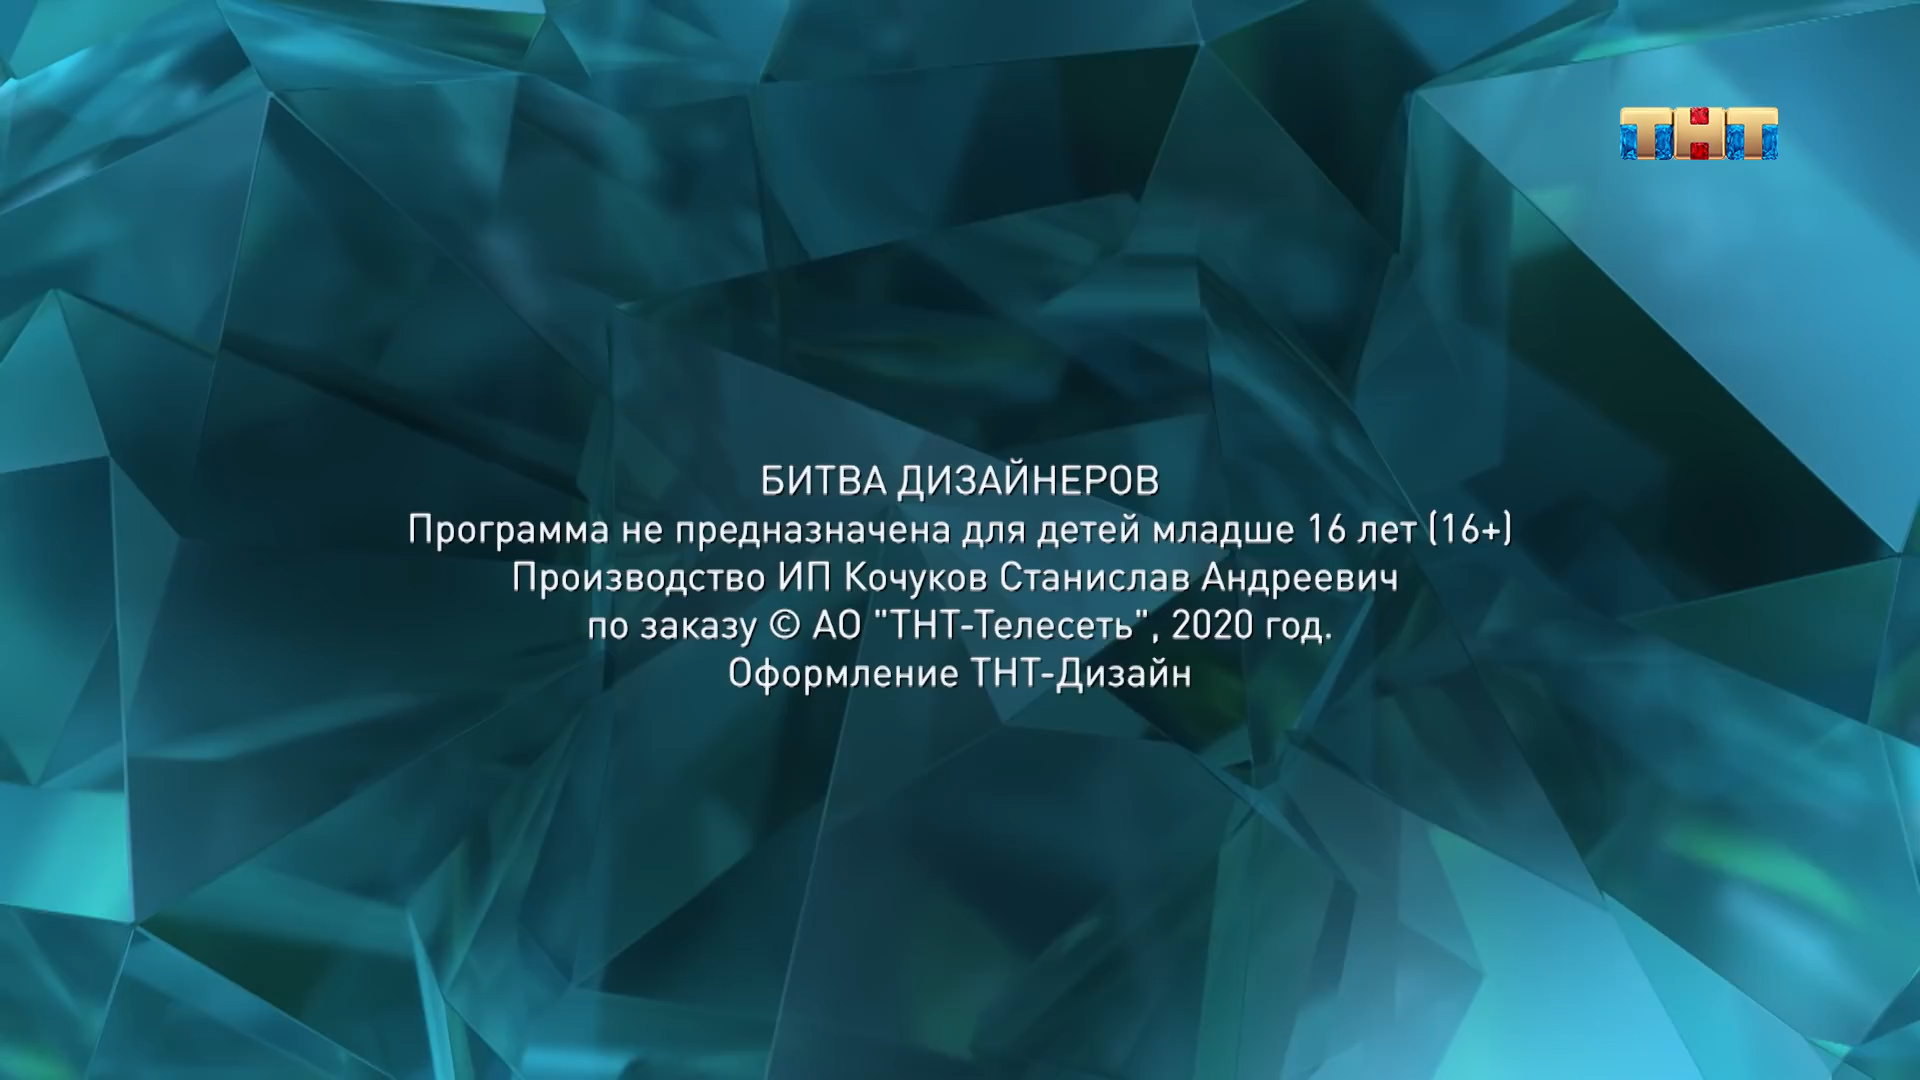 ТНТ
БИТВА ДИЗАЙНЕРОВ
Программа не предназначена для детей младше 16 лет (16+)
Производство ИП Кочуков Станислав Андреевич
по заказу © АО "ТНТ-Телесеть", 2020 год.
Оформление ТНТ-Дизайн